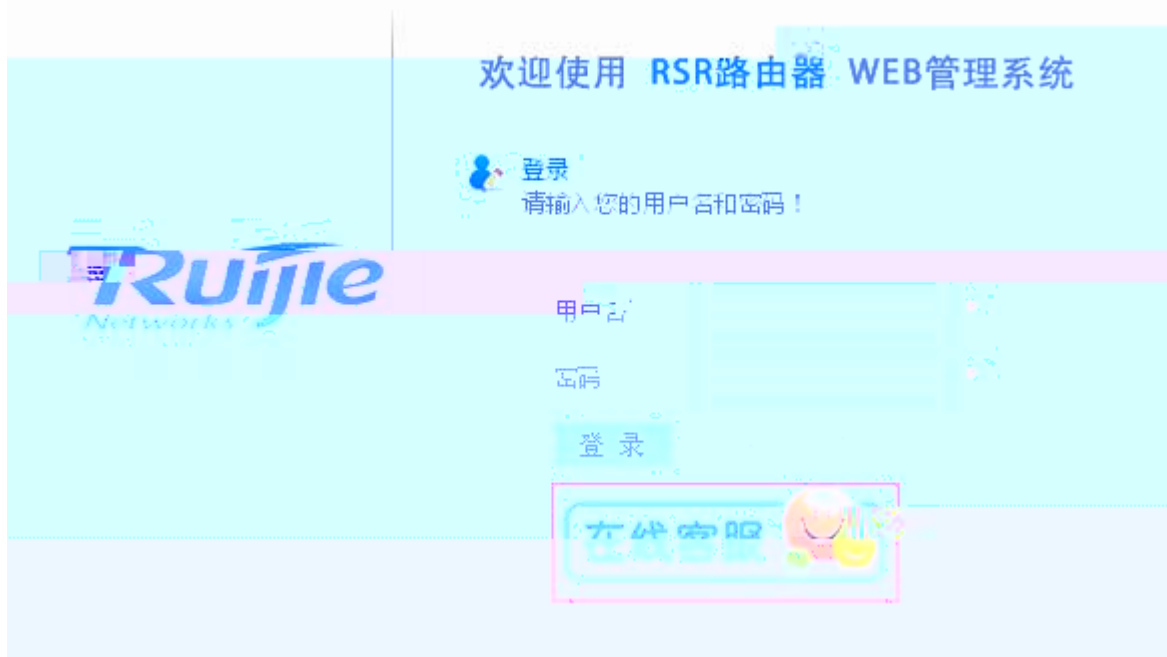 欢迎使用 RSR路由器 WEB管理系统
登录
请输入您的用户名和密码！
Ruijie
Networks
用户名
密码
登 录
在线客服